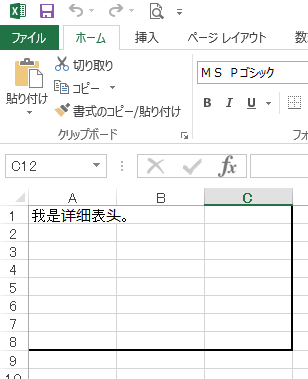 ファイル ホーム 挿入 ページ レイアウト 数
貼り付け 切り取り
コピー
書式のコピー/貼り付け
クリップボード
ＭＳ Ｐゴシック
B I U
フォ
C12 fx
A B C
1 我是详细表头。
2
3
4
5
6
7
8
9
10